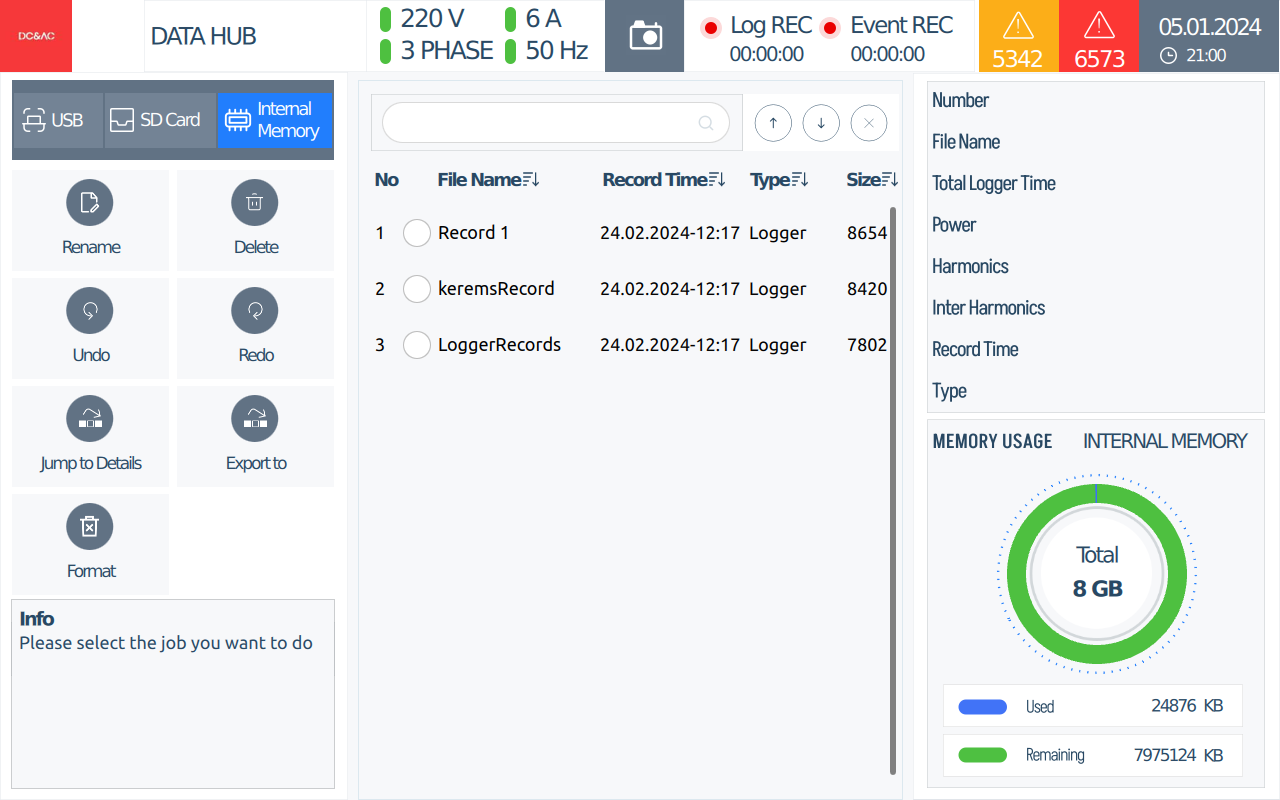 DC&AC
DATA HUB
220 V
3 PHASE
6 A
50 Hz
Log REC
00:00:00
Event REC
00:00:00
5342
6573
05.01.2024
21:00
USB
SD Card
Internal
Memory
Rename
Delete
Undo
Redo
Jump to Details
Export to
Format
Info
Please select the job you want to do
No File Name Record Time Type Size
1 Record 1 24.02.2024-12:17 Logger 8654
2 keremsRecord 24.02.2024-12:17 Logger 8420
3 LoggerRecords 24.02.2024-12:17 Logger 7802
Number
File Name
Total Logger Time
Power
Harmonics
Inter Harmonics
Record Time
Type
MEMORY USAGE INTERNAL MEMORY
Total
8 GB
Used 24876 KB
Remaining 7975124 KB